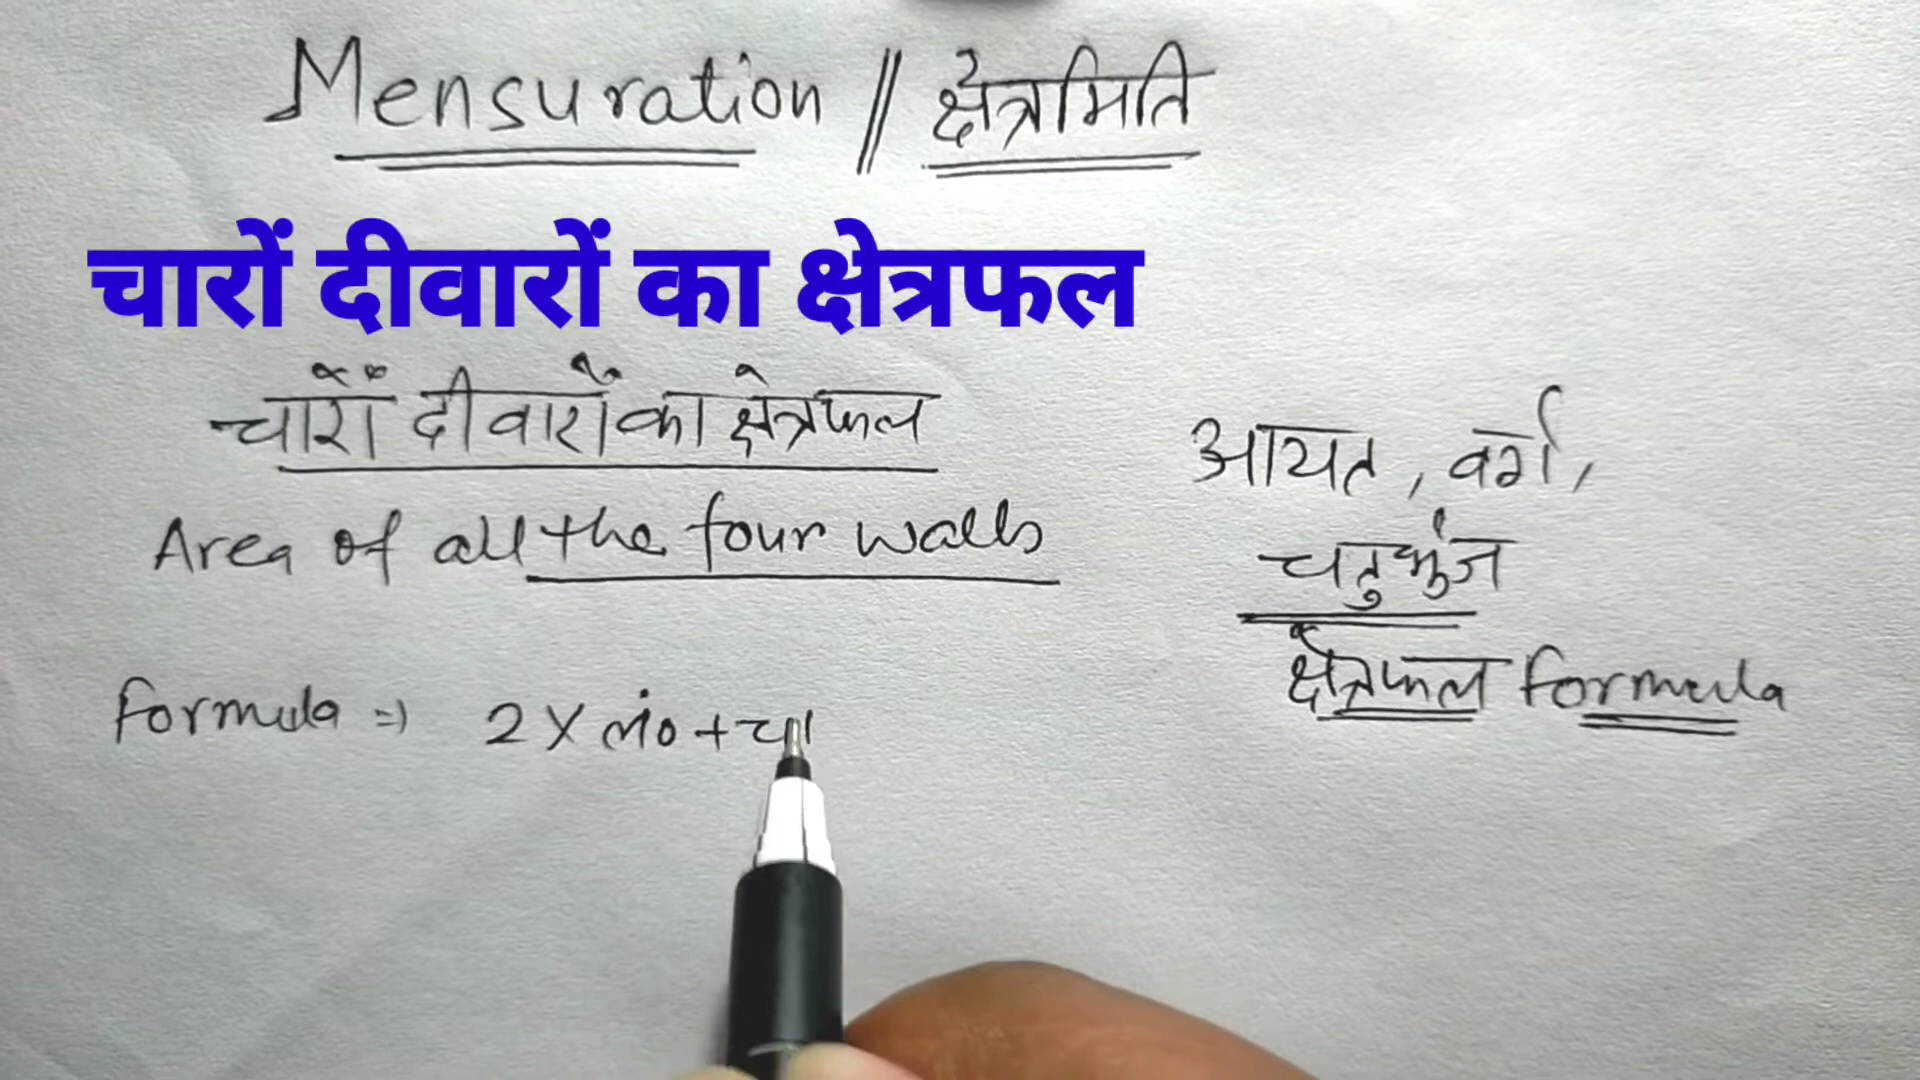 Mensuration || क्षेत्रमिति
चारों दीवारों का क्षेत्रफल
चारों दीवारों का क्षेत्रफल
Area of all the four walls
formula => 2 X लं० + चा
आयत, वर्ग,
चतुर्भुज
क्षेत्रफल formula